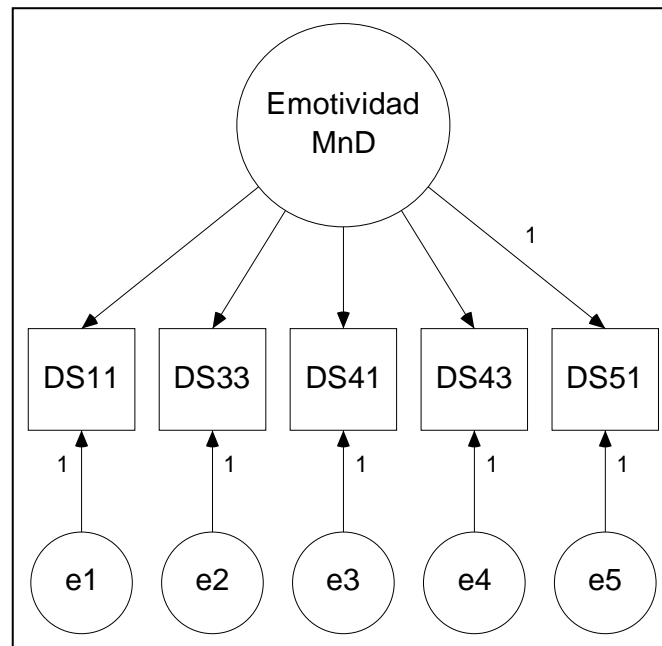 Emotividad
MnD
1
DS11 DS33 DS41 DS43 DS51
1 1 1 1 1
e1 e2 e3 e4 e5